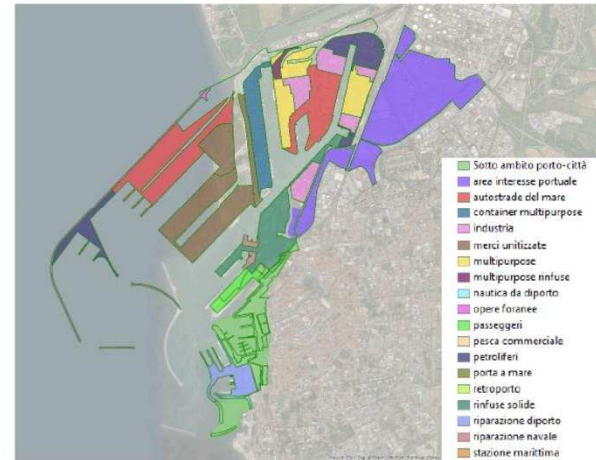 Sotto ambito porto-città
area interesse portuale
autostrade del mare
container multipurpose
industria
merci unitizzate
multipurpose
multipurpose rinfuse
nautica da diporto
opere foranee
passeggeri
pesca commerciale
petroliferi
porta a mare
retroporto
rinfuse solide
riparazione diporto
riparazione navale
stazione marittima